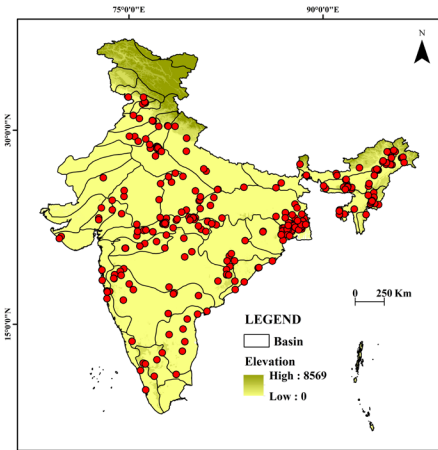 75°0'0"E
90°0'0"E
N
30°0'0"N
15°0'0"N
0
250 Km
LEGEND
Basin
Elevation
High : 8569
Low : 0